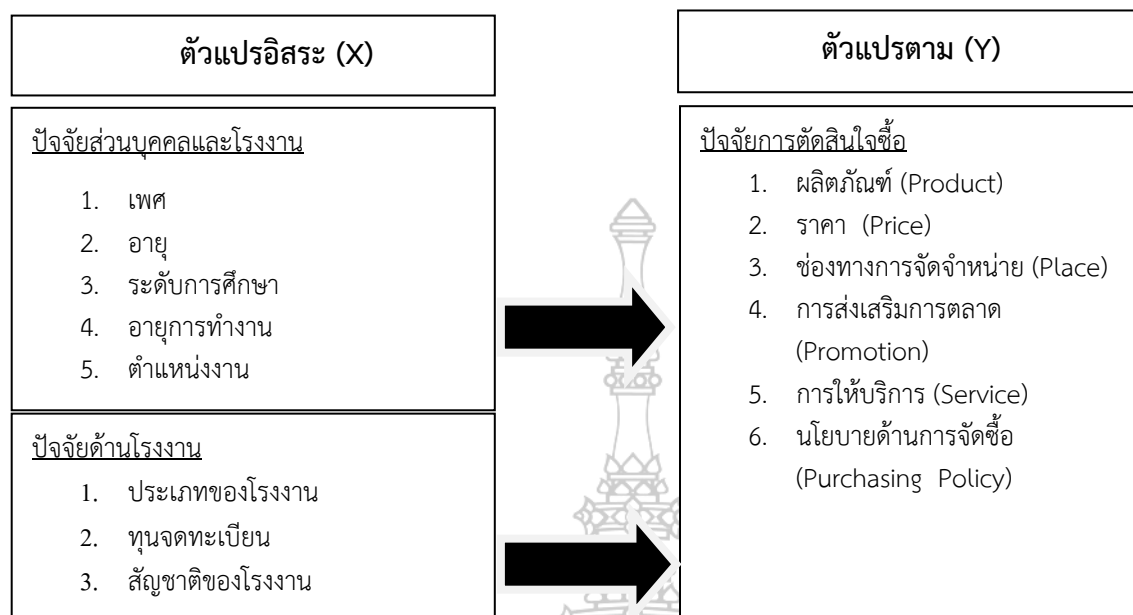 ตัวแปรอิสระ (X)
ปัจจัยส่วนบุคคลและโรงงาน
1. เพศ
2. อายุ
3. ระดับการศึกษา
4. อายุการทำงาน
5. ตำแหน่งงาน
ปัจจัยด้านโรงงาน
1. ประเภทของโรงงาน
2. ทุนจดทะเบียน
3. สัญชาติของโรงงาน
ตัวแปรตาม (Y)
ปัจจัยการตัดสินใจซื้อ
1. ผลิตภัณฑ์ (Product)
2. ราคา (Price)
3. ช่องทางการจัดจำหน่าย (Place)
4. การส่งเสริมการตลาด
(Promotion)
5. การให้บริการ (Service)
6. นโยบายด้านการจัดซื้อ
(Purchasing Policy)